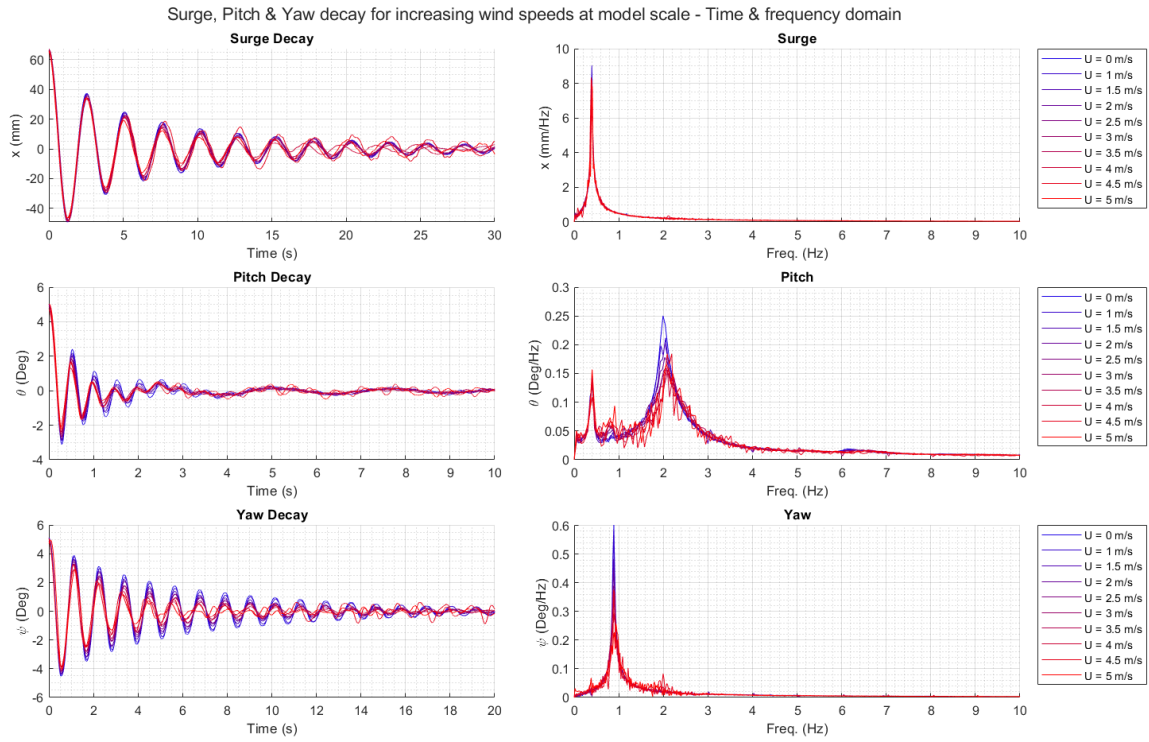 Surge, Pitch & Yaw decay for increasing wind speeds at model scale - Time & frequency domain
Surge Decay
60
40
20
0
-20
-40
x (mm)
0 5 10 15 20 25 30
Time (s)
Surge
10
8
6
4
2
0
x (mm/Hz)
0 1 2 3 4 5 6 7 8 9 10
Freq. (Hz)
U = 0 m/s
U = 1 m/s
U = 1.5 m/s
U = 2 m/s
U = 2.5 m/s
U = 3 m/s
U = 3.5 m/s
U = 4 m/s
U = 4.5 m/s
U = 5 m/s
Pitch Decay
6
4
2
0
-2
-4
θ (Deg)
0 1 2 3 4 5 6 7 8 9 10
Time (s)
Pitch
0.3
0.25
0.2
0.15
0.1
0.05
0
θ (Deg/Hz)
0 1 2 3 4 5 6 7 8 9 10
Freq. (Hz)
U = 0 m/s
U = 1 m/s
U = 1.5 m/s
U = 2 m/s
U = 2.5 m/s
U = 3 m/s
U = 3.5 m/s
U = 4 m/s
U = 4.5 m/s
U = 5 m/s
Yaw Decay
6
4
2
0
-2
-4
-6
ψ (Deg)
0 2 4 6 8 10 12 14 16 18 20
Time (s)
Yaw
0.6
0.5
0.4
0.3
0.2
0.1
0
ψ (Deg/Hz)
0 1 2 3 4 5 6 7 8 9 10
Freq. (Hz)
U = 0 m/s
U = 1 m/s
U = 1.5 m/s
U = 2 m/s
U = 2.5 m/s
U = 3 m/s
U = 3.5 m/s
U = 4 m/s
U = 4.5 m/s
U = 5 m/s